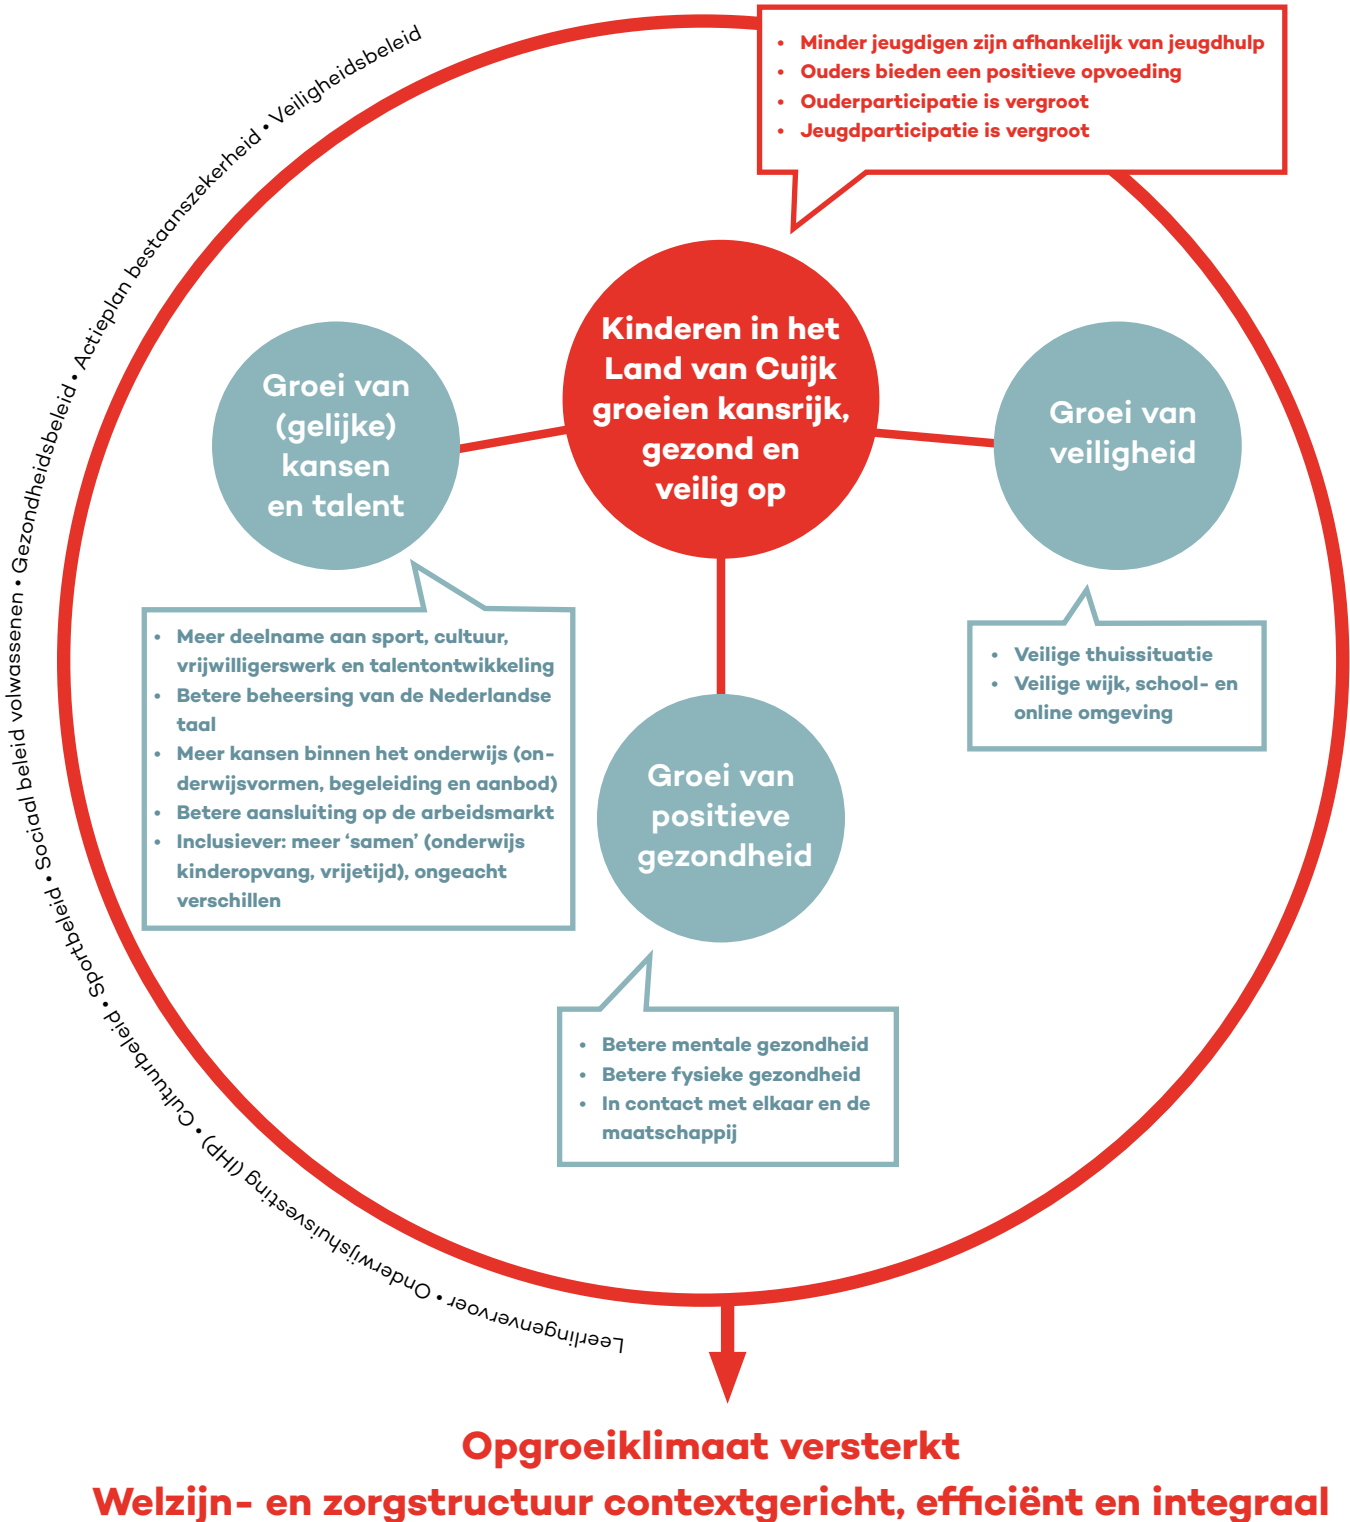 Leerlingenvervoer • Onderwijshuisvesting (IHP) • Cultuurbeleid • Sportbeleid • Sociaal beleid volwassenen • Gezondheidsbeleid • Actieplan bestaanszekerheid • Veiligheidsbeleid
• Minder jeugdigen zijn afhankelijk van jeugdhulp
• Ouders bieden een positieve opvoeding
• Ouderparticipatie is vergroot
• Jeugdparticipatie is vergroot
Kinderen in het
Land van Cuijk
groeien kansrijk,
gezond en
veilig op
Groei van
(gelijke)
kansen
en talent
• Meer deelname aan sport, cultuur,
vrijwilligerswerk en talentontwikkeling
• Betere beheersing van de Nederlandse
taal
• Meer kansen binnen het onderwijs (on-
derwijsvormen, begeleiding en aanbod)
• Betere aansluiting op de arbeidsmarkt
• Inclusiever: meer ‘samen’ (onderwijs
kinderopvang, vrijetijd), ongeacht
verschillen
Groei van
veiligheid
• Veilige thuissituatie
• Veilige wijk, school- en
online omgeving
Groei van
positieve
gezondheid
• Betere mentale gezondheid
• Betere fysieke gezondheid
• In contact met elkaar en de
maatschappij
Opgroeiklimaat versterkt
Welzijn- en zorgstructuur contextgericht, efficiënt en integraal